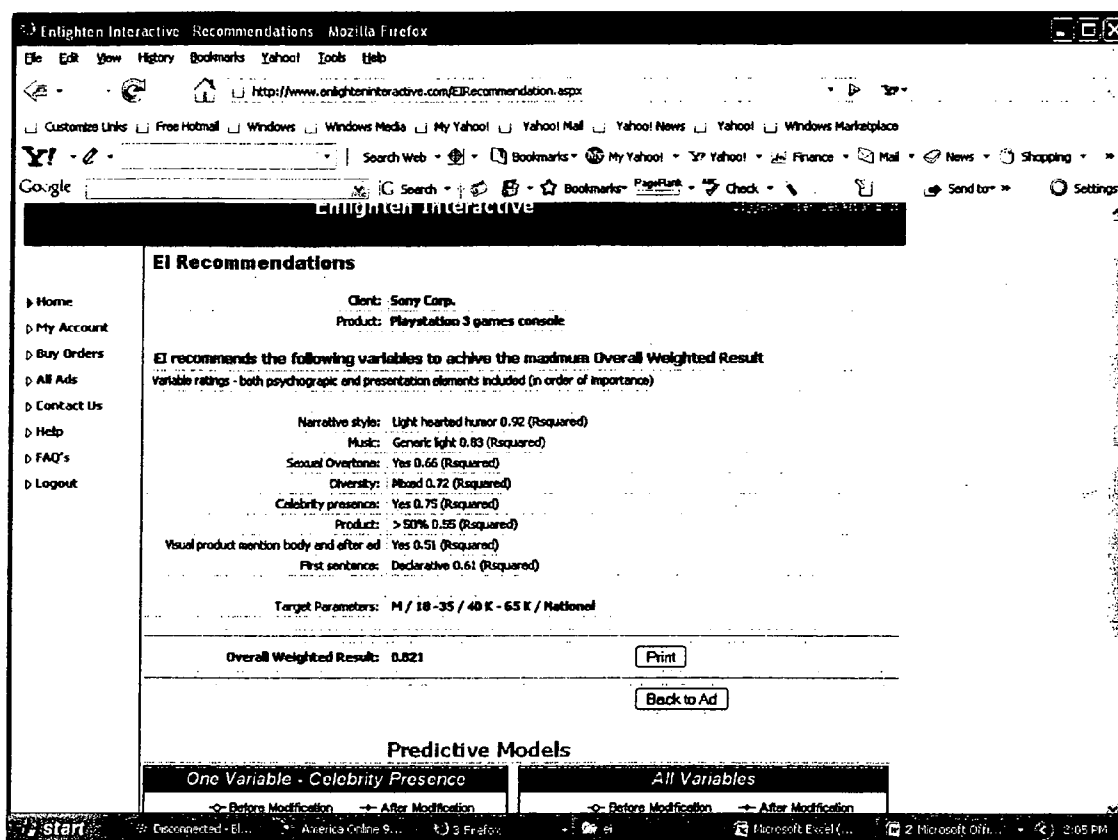 Enlighten Interactive Recommendations Mozilla Firefox
File Edit View History Bookmarks Yahoo! Tools Help
http://www.enlighteninteractive.com/EIRecommendation.aspx
Customize Links Free Hotmail Windows Windows Media My Yahoo! Yahoo! Mail Yahoo! News Yahoo! Windows Marketplace
Y! Search Web Bookmarks My Yahoo! Yahoo! Finance Mail News Shopping »
Google G Search Bookmarks PageRank Check Send to » Settings
Enlighten Interactive
EI Recommendations
Home
My Account
Buy Orders
All Ads
Contact Us
Help
FAQ's
Logout
Client: Sony Corp.
Product: Playstation 3 games console
EI recommends the following variables to achive the maximum Overall Weighted Result
Variable ratings - both psychograpic and presentation elements included (in order of importance)
Narrative style: Light hearted humor 0.92 (Rsquared)
Music: Generic light 0.83 (Rsquared)
Sexual Overtone: Yes 0.66 (Rsquared)
Diversity: Mixed 0.72 (Rsquared)
Celebrity presence: Yes 0.75 (Rsquared)
Product: > 50% 0.55 (Rsquared)
Visual product mention body and after ad Yes 0.51 (Rsquared)
First sentence: Declarative 0.61 (Rsquared)
Target Parameters: M / 18 -35 / 40 K - 65 K / National
Overall Weighted Result: 0.821
Print
Back to Ad
Predictive Models
One Variable - Celebrity Presence
All Variables
Before Modification After Modification
Before Modification After Modification
start Disconnected - El... America Online 9... 3 Firefox ei Microsoft Excel (... 2 Microsoft Offi... 2:05 PM